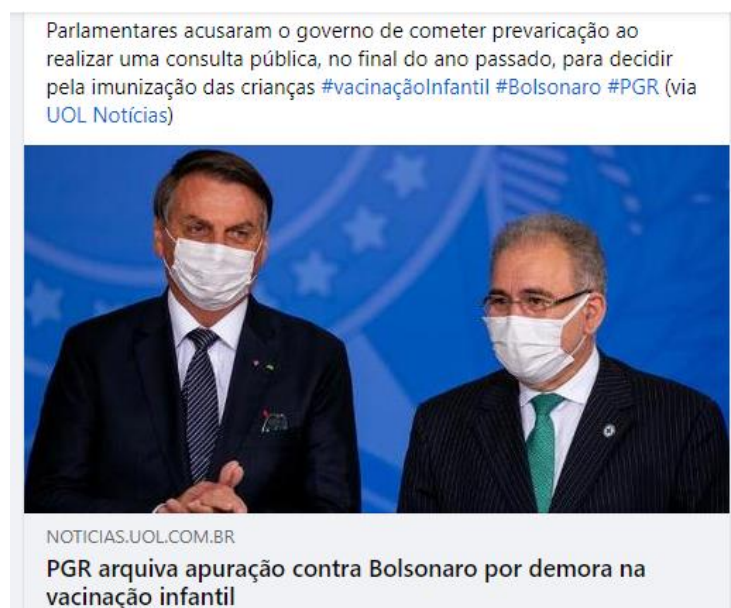 Parlamentares acusaram o governo de cometer prevaricação ao
realizar uma consulta pública, no final do ano passado, para decidir
pela imunização das crianças #vacinaçãoInfantil #Bolsonaro #PGR (via
UOL Notícias)
NOTICIAS.UOL.COM.BR
PGR arquiva apuração contra Bolsonaro por demora na
vacinação infantil